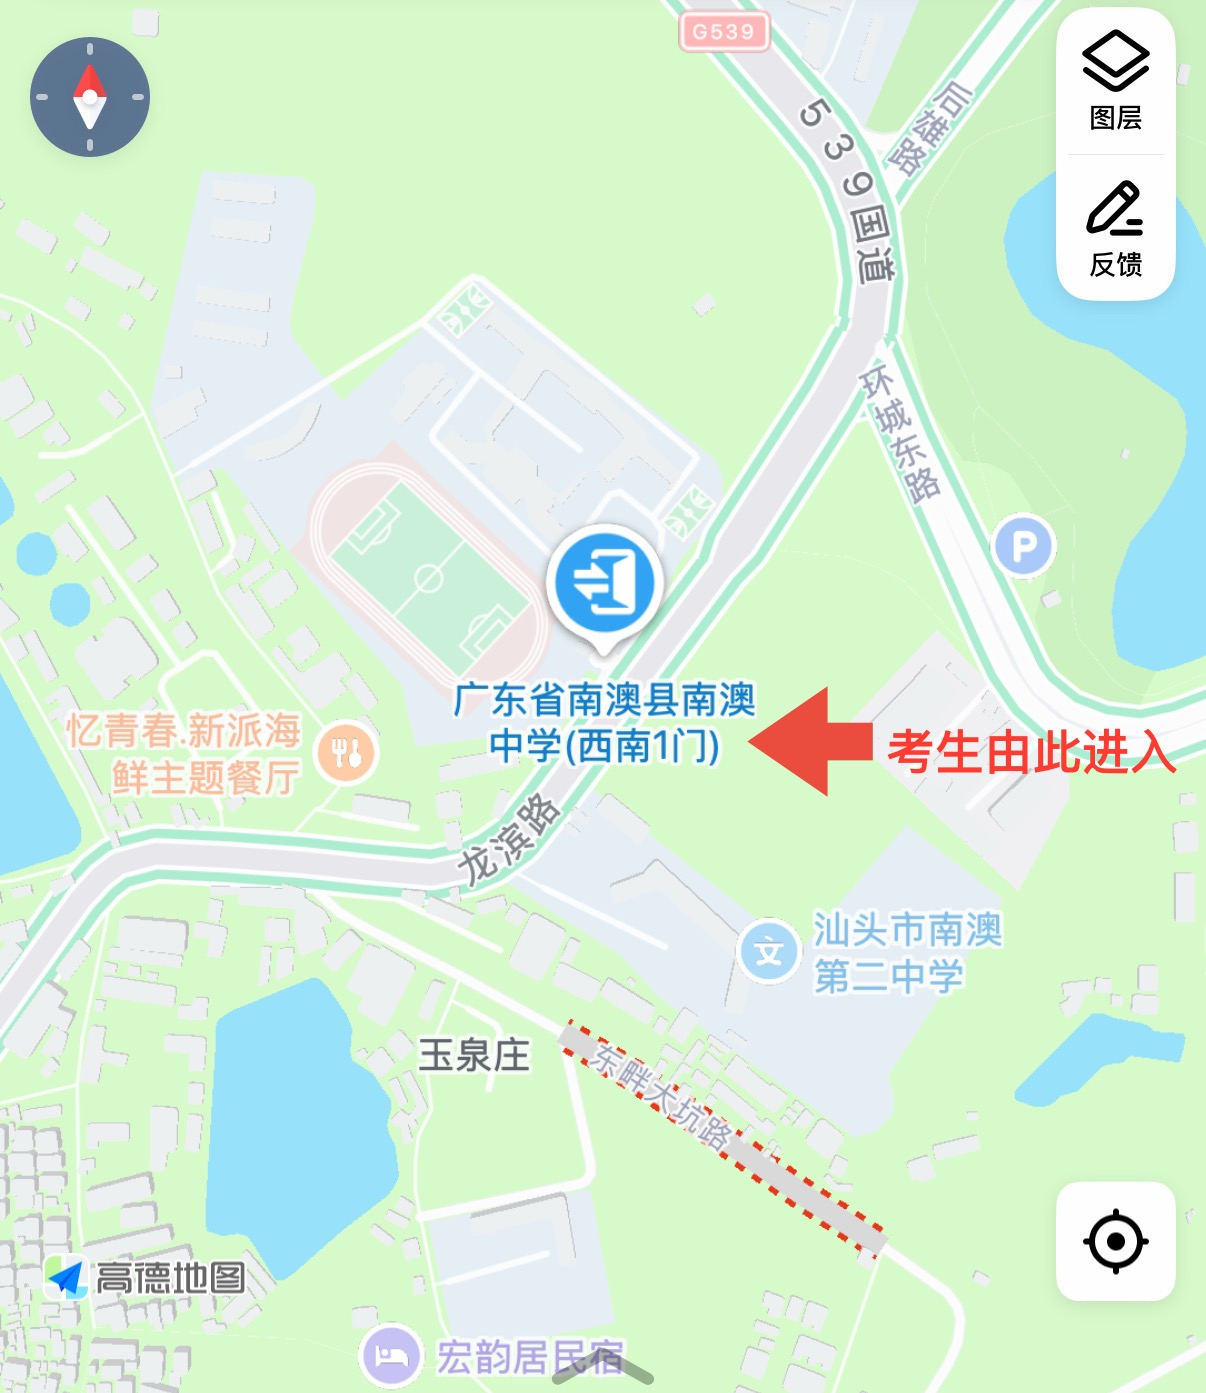 G539
后雄路
539国道
图层
反馈
环城东路
P
广东省南澳县南澳
中学(西南1门)
考生由此进入
忆青春.新派海
鲜主题餐厅
龙滨路
文
汕头市南澳
第二中学
玉泉庄
东畔大坑路
高德地图
宏韵居民宿